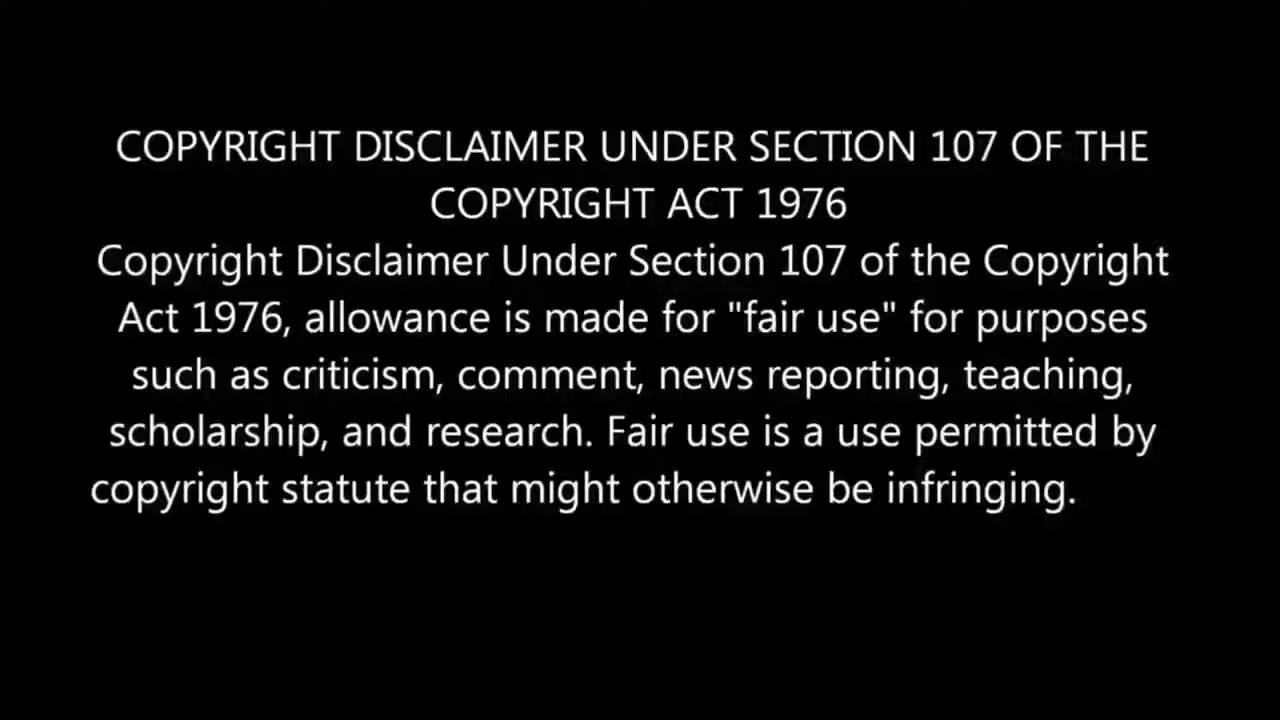 COPYRIGHT DISCLAIMER UNDER SECTION 107 OF THE
COPYRIGHT ACT 1976
Copyright Disclaimer Under Section 107 of the Copyright
Act 1976, allowance is made for "fair use" for purposes
such as criticism, comment, news reporting, teaching,
scholarship, and research. Fair use is a use permitted by
copyright statute that might otherwise be infringing.